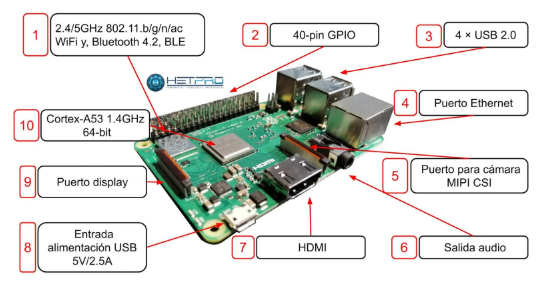 1
2.4/5GHz 802.11.b/g/n/ac
WiFi y, Bluetooth 4.2, BLE
2
40-pin GPIO
3
4 × USB 2.0
HETPRO
4
Puerto Ethernet
10
Cortex-A53 1.4GHz
64-bit
HDMI
5
Puerto para cámara
MIPI CSI
9
Puerto display
8
Entrada
alimentación USB
5V/2.5A
7
HDMI
6
Salida audio